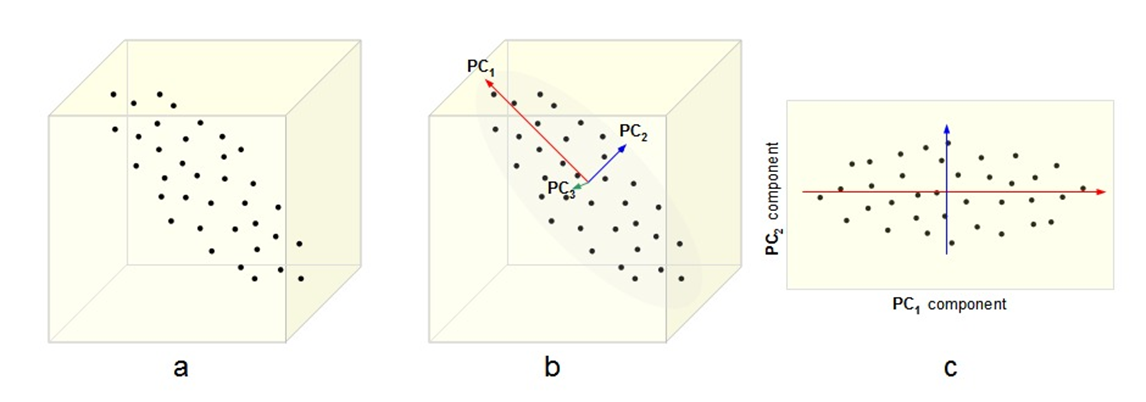 PC1
PC2
PC3
PC2 component
PC1 component
a
b
c